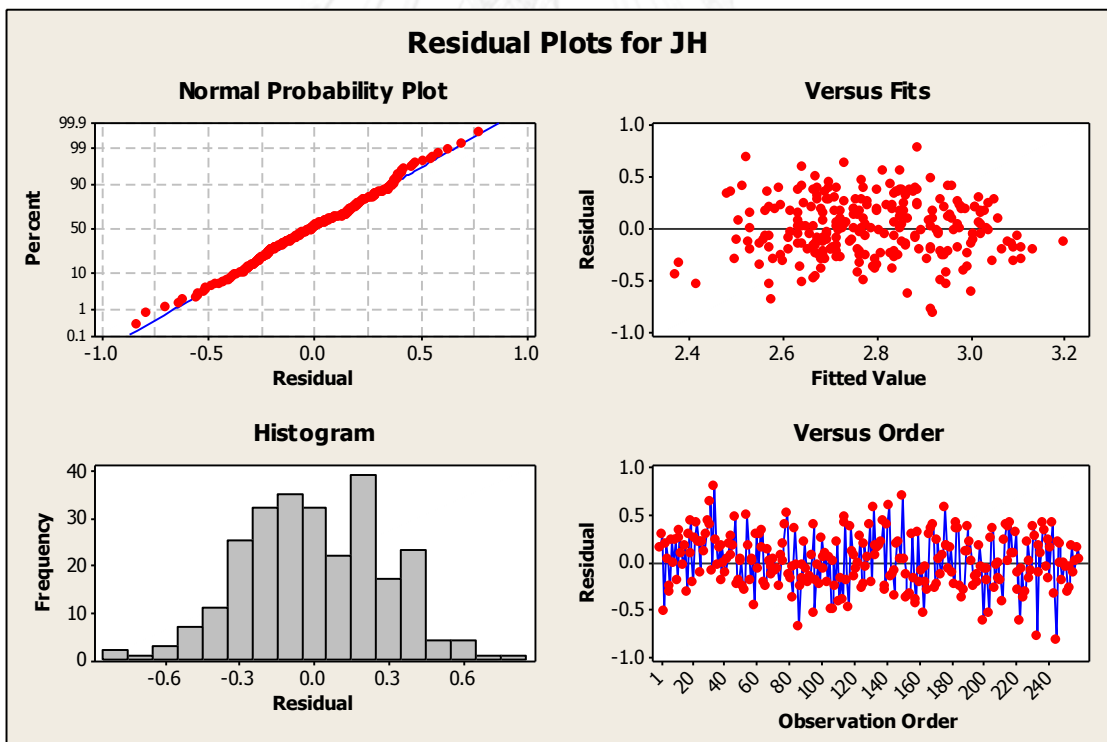 Residual Plots for JH
Normal Probability Plot
99.9
99
90
50
10
1
0.1
Percent
-1.0 -0.5 0.0 0.5 1.0
Residual
Versus Fits
1.0
0.5
0.0
-0.5
-1.0
Residual
2.4 2.6 2.8 3.0 3.2
Fitted Value
Histogram
40
30
20
10
0
Frequency
-0.6 -0.3 0.0 0.3 0.6
Residual
Versus Order
1.0
0.5
0.0
-0.5
-1.0
Residual
1 20 40 60 80 100 120 140 160 180 200 220 240
Observation Order